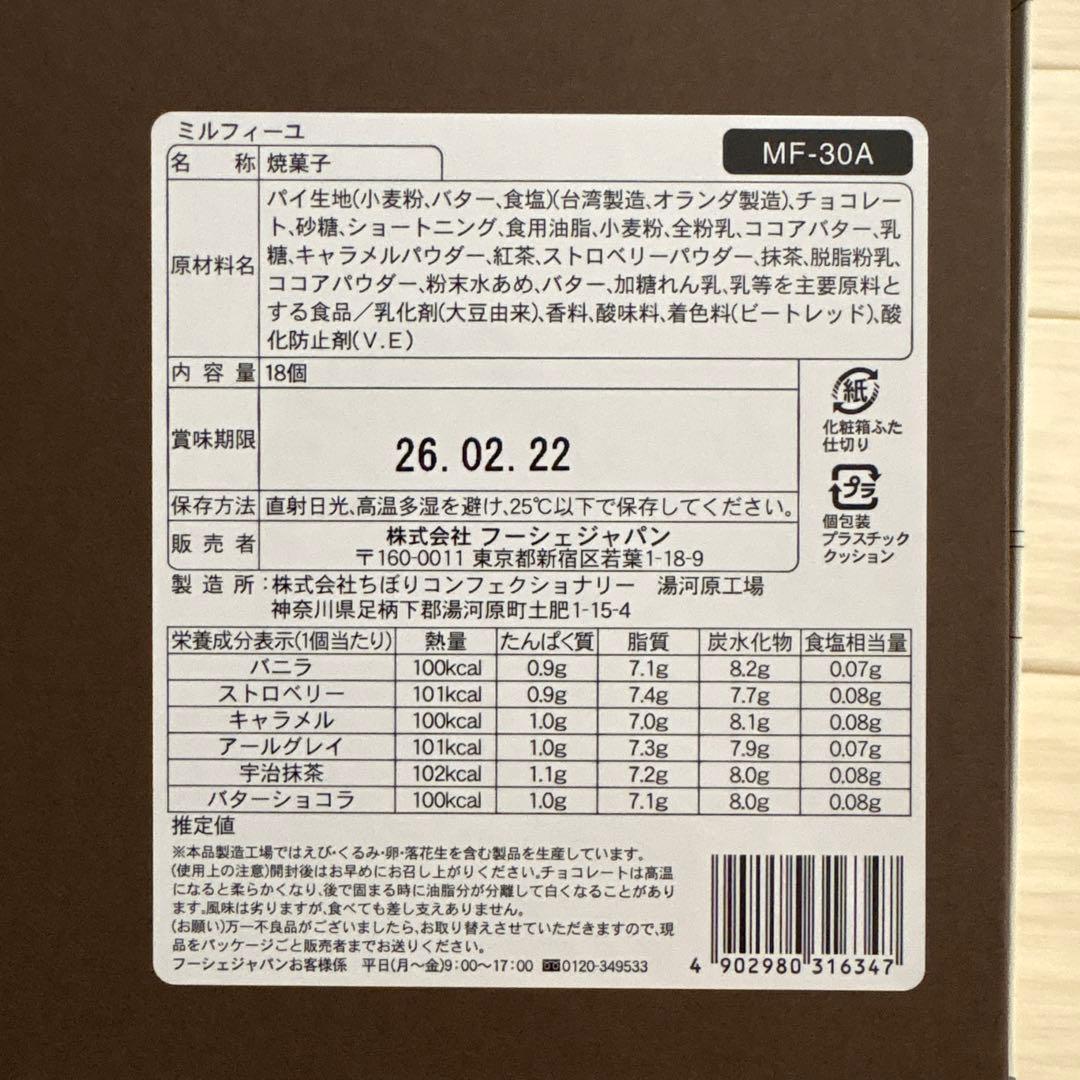 ミルフィーユ
MF-30A
名称 焼菓子
原材料名 パイ生地(小麦粉、バター、食塩)(台湾製造、オランダ製造)、チョコレー
ト、砂糖、ショートニング、食用油脂、小麦粉、全粉乳、ココアバター、乳
糖、キャラメルパウダー、紅茶、ストロベリーパウダー、抹茶、脱脂粉乳、
ココアパウダー、粉末水あめ、バター、加糖れん乳、乳等を主要原料と
する食品／乳化剤(大豆由来)、香料、酸味料、着色料(ビートレッド)、酸
化防止剤(V.E)
内容量 18個
賞味期限 26.02.22
保存方法 直射日光、高温多湿を避け、25℃以下で保存してください。
販売者 株式会社 フーシェジャパン
〒160-0011 東京都新宿区若葉1-18-9
紙
化粧箱ふた
仕切り
プラ
個包装
プラスチック
クッション
製造所：株式会社ちぼりコンフェクショナリー 湯河原工場
神奈川県足柄下郡湯河原町土肥1-15-4
栄養成分表示(1個当たり) 熱量 たんぱく質 脂質 炭水化物 食塩相当量
バニラ 100kcal 0.9g 7.1g 8.2g 0.07g
ストロベリー 101kcal 0.9g 7.4g 7.7g 0.08g
キャラメル 100kcal 1.0g 7.0g 8.1g 0.08g
アールグレイ 101kcal 1.0g 7.3g 7.9g 0.07g
宇治抹茶 102kcal 1.1g 7.2g 8.0g 0.08g
バターショコラ 100kcal 1.0g 7.1g 8.0g 0.08g
推定値
※本品製造工場ではえび・くるみ・卵・落花生を含む製品を生産しています。
(使用上の注意)開封後はお早めにお召し上がりください。チョコレートは高温
になると柔らかくなり、後で固まる時に油脂分が分離して白くなることがあり
ます。風味は劣りますが、食べても差し支えありません。
(お願い)万一不良品がございましたら、お取り替えさせていただきますので、現
品をパッケージごと販売者までお送りください。
フーシェジャパンお客様係 平日(月～金)9:00～17:00 0120-349533
4 902980 316347